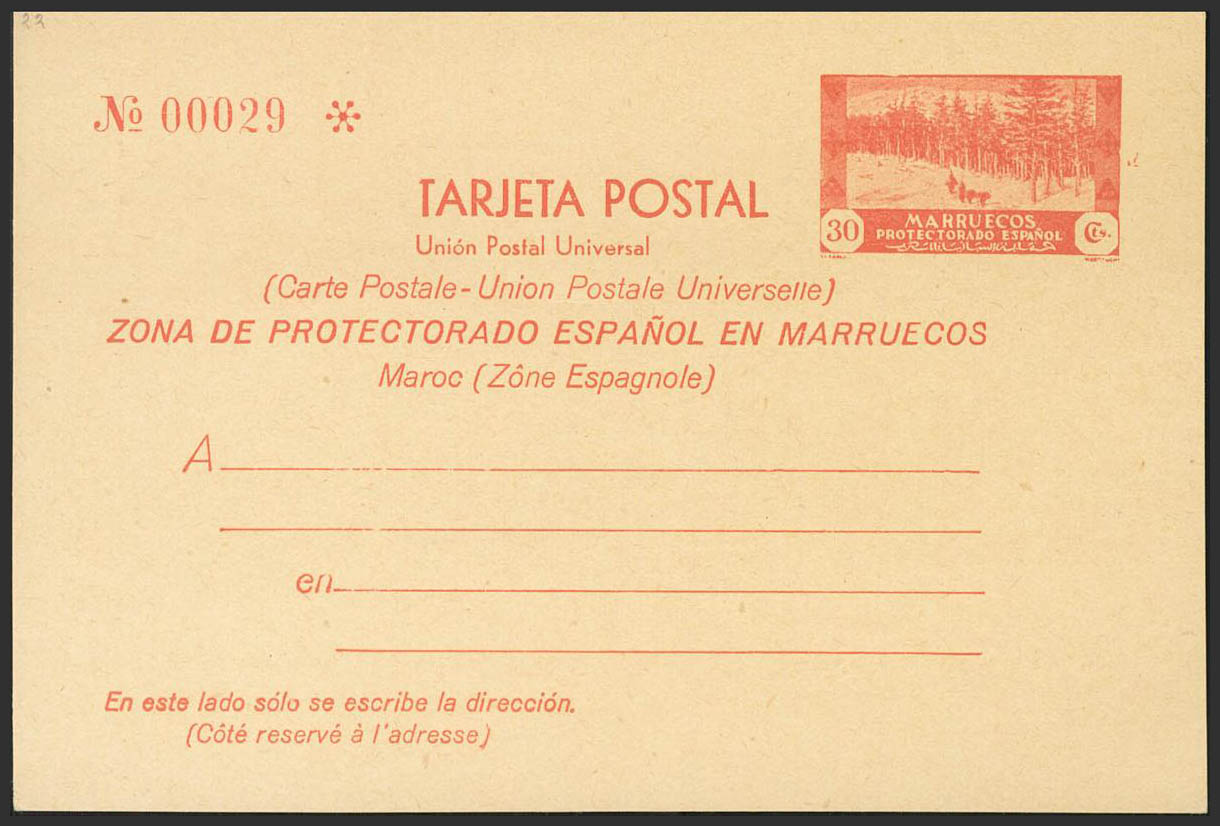 22
Nº 00029 *
TARJETA POSTAL
Unión Postal Universal
(Carte Postale - Union Postale Universelle)
ZONA DE PROTECTORADO ESPAÑOL EN MARRUECOS
Maroc (Zône Espagnole)
30
MARRUECOS
PROTECTORADO ESPAÑOL
Cts.
A
en
En este lado sólo se escribe la dirección.
(Côté reservé à l'adresse)